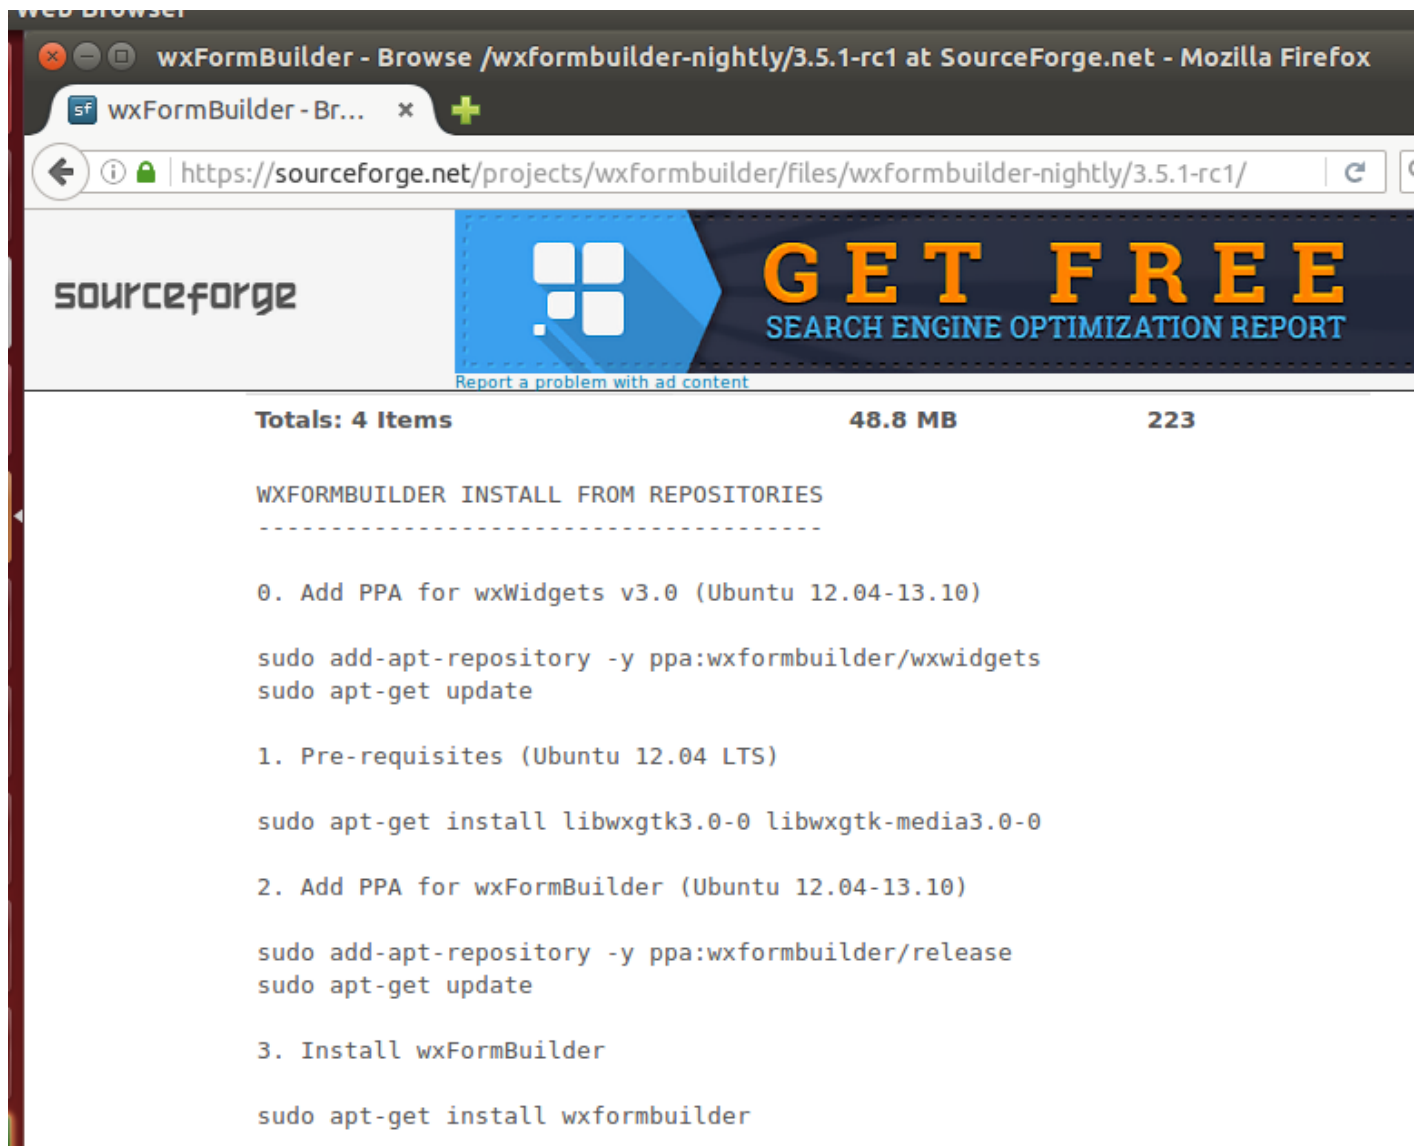 Web Browser
wxFormBuilder - Browse /wxformbuilder-nightly/3.5.1-rc1 at SourceForge.net - Mozilla Firefox
sf wxFormBuilder - Br...
https://sourceforge.net/projects/wxformbuilder/files/wxformbuilder-nightly/3.5.1-rc1/
sourceforge
GET FREE
SEARCH ENGINE OPTIMIZATION REPORT
Report a problem with ad content
Totals: 4 Items 48.8 MB 223
WXFORMBUILDER INSTALL FROM REPOSITORIES
---------------------------------------
0. Add PPA for wxWidgets v3.0 (Ubuntu 12.04-13.10)
sudo add-apt-repository -y ppa:wxformbuilder/wxwidgets
sudo apt-get update
1. Pre-requisites (Ubuntu 12.04 LTS)
sudo apt-get install libwxgtk3.0-0 libwxgtk-media3.0-0
2. Add PPA for wxFormBuilder (Ubuntu 12.04-13.10)
sudo add-apt-repository -y ppa:wxformbuilder/release
sudo apt-get update
3. Install wxFormBuilder
sudo apt-get install wxformbuilder